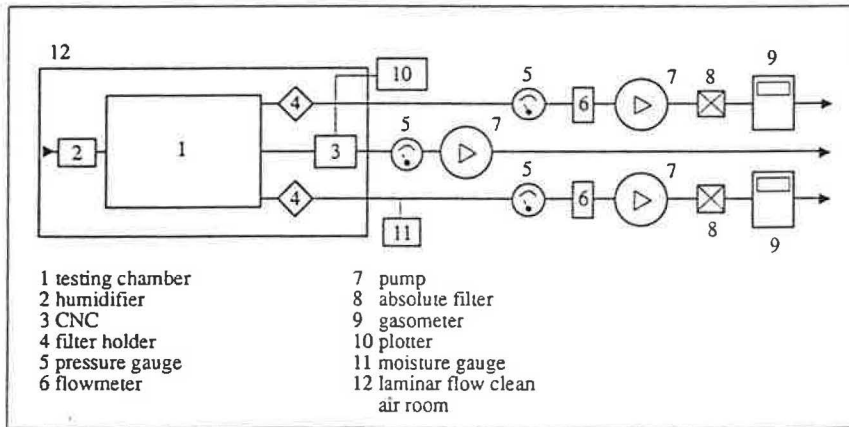 12
10
5
7
8
9
4
6
5
7
2
1
3
5
7
4
6
11
8
9
1 testing chamber
2 humidifier
3 CNC
4 filter holder
5 pressure gauge
6 flowmeter
7 pump
8 absolute filter
9 gasometer
10 plotter
11 moisture gauge
12 laminar flow clean
air room